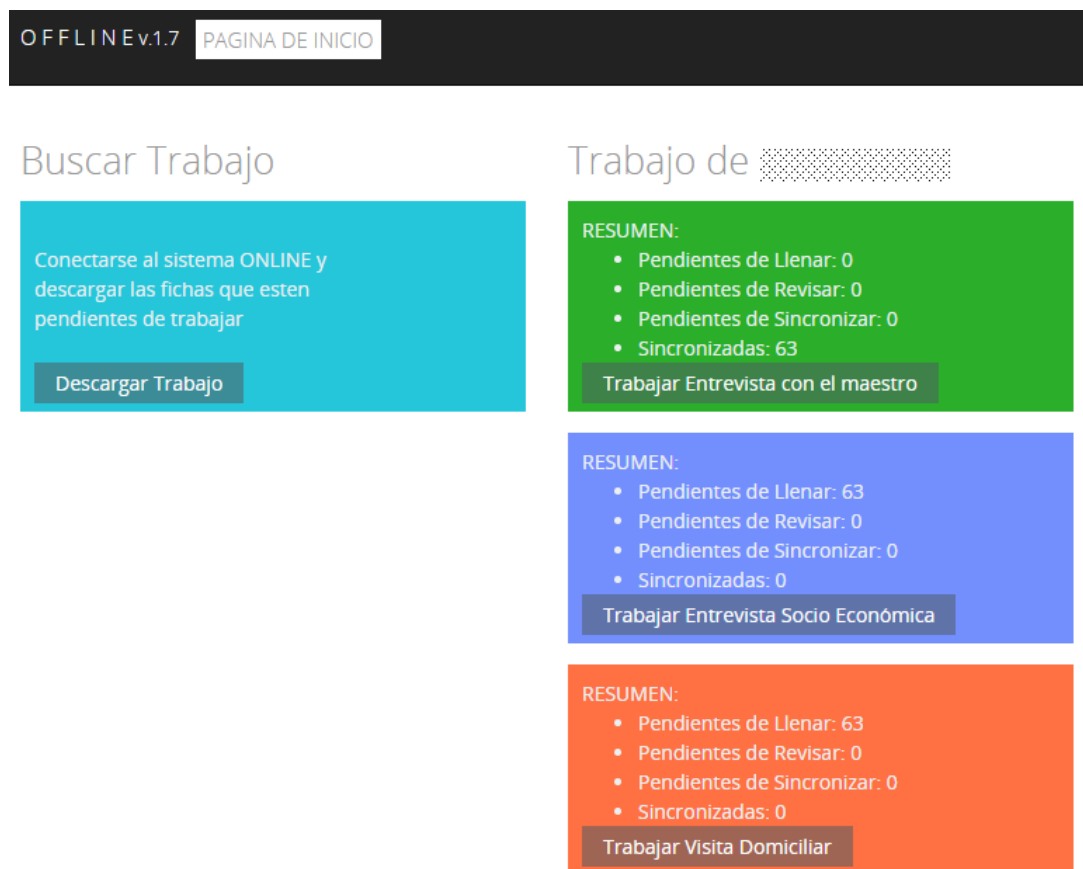 O F F L I N E v.1.7 PAGINA DE INICIO
Buscar Trabajo
Conectarse al sistema ONLINE y
descargar las fichas que esten
pendientes de trabajar
Descargar Trabajo
Trabajo de
RESUMEN:
• Pendientes de Llenar: 0
• Pendientes de Revisar: 0
• Pendientes de Sincronizar: 0
• Sincronizadas: 63
Trabajar Entrevista con el maestro
RESUMEN:
• Pendientes de Llenar: 63
• Pendientes de Revisar: 0
• Pendientes de Sincronizar: 0
• Sincronizadas: 0
Trabajar Entrevista Socio Económica
RESUMEN:
• Pendientes de Llenar: 63
• Pendientes de Revisar: 0
• Pendientes de Sincronizar: 0
• Sincronizadas: 0
Trabajar Visita Domiciliar